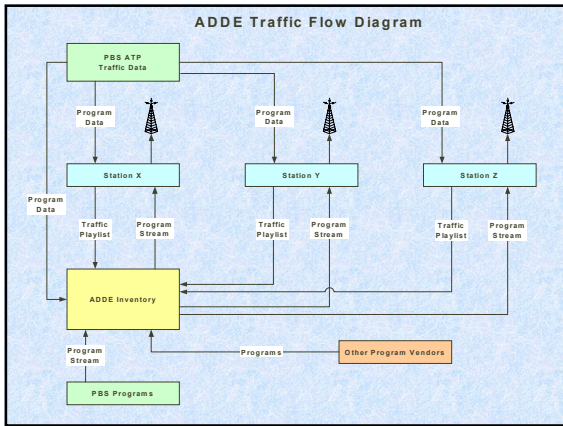 ADDE Traffic Flow Diagram
PBS ATP
Traffic Data
Program
Data
Program
Data
Program
Data
Station X
Station Y
Station Z
Program
Data
Traffic
Playlist
Program
Stream
Traffic
Playlist
Program
Stream
Traffic
Playlist
Program
Stream
ADDE Inventory
Program
Stream
Programs
Other Program Vendors
PBS Programs